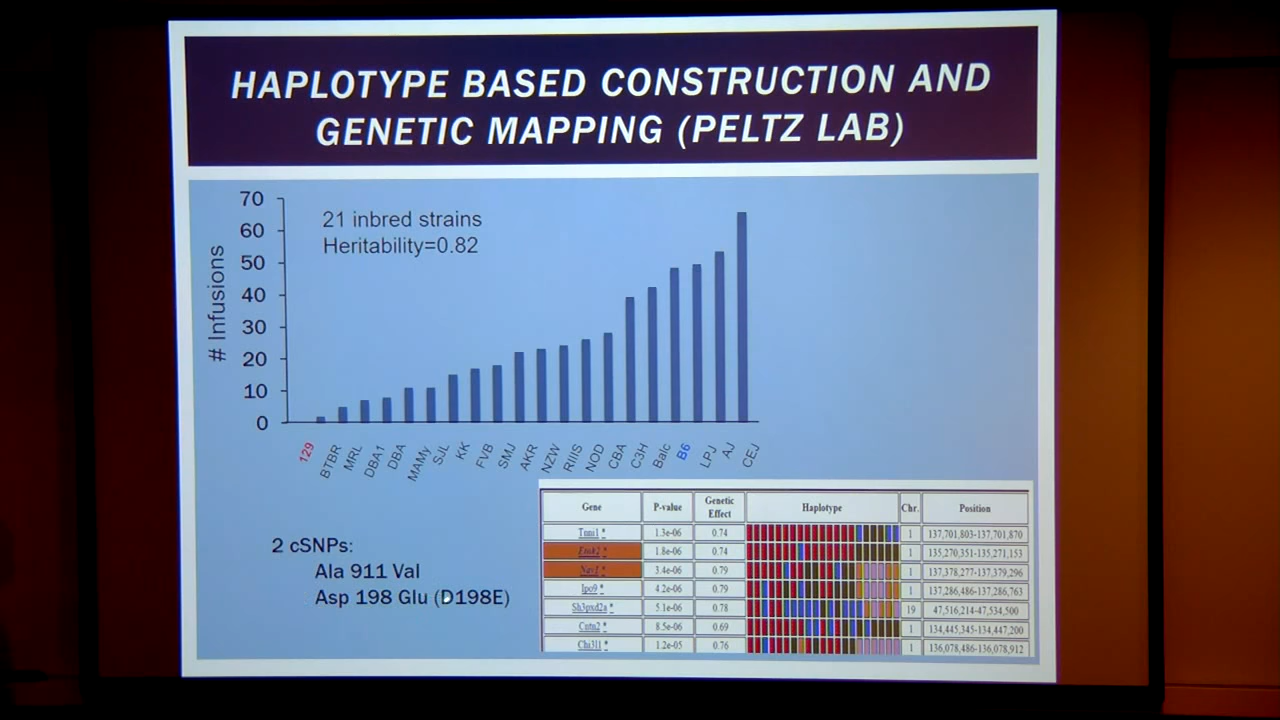 HAPLOTYPE BASED CONSTRUCTION AND
GENETIC MAPPING (PELTZ LAB)
21 inbred strains
Heritability=0.82
# Infusions
70
60
50
40
30
20
10
0
129
BTBR
MRL
DBA1
DBA
MAMy
SJL
KK
FVB
SMJ
AKR
NZW
RIIIS
NOD
CBA
C3H
Balc
B6
LPJ
AJ
CEJ
2 cSNPs:
Ala 911 Val
Asp 198 Glu (D198E)
Gene P-value Genetic Effect Haplotype Chr. Position
Tnni1 * 1.3e-06 0.74 1 137,701,803-137,701,870
* 1.8e-06 0.74 1 135,270,351-135,271,153
Nav1 * 3.4e-06 0.79 1 137,378,277-137,379,296
Ipo9 * 4.2e-06 0.79 1 137,286,486-137,286,763
Sh3pxd2a * 5.1e-06 0.78 19 47,516,214-47,534,500
Cntn2 * 8.5e-06 0.69 1 134,445,345-134,447,200
Chi3l1 * 1.2e-05 0.76 1 136,078,486-136,078,912